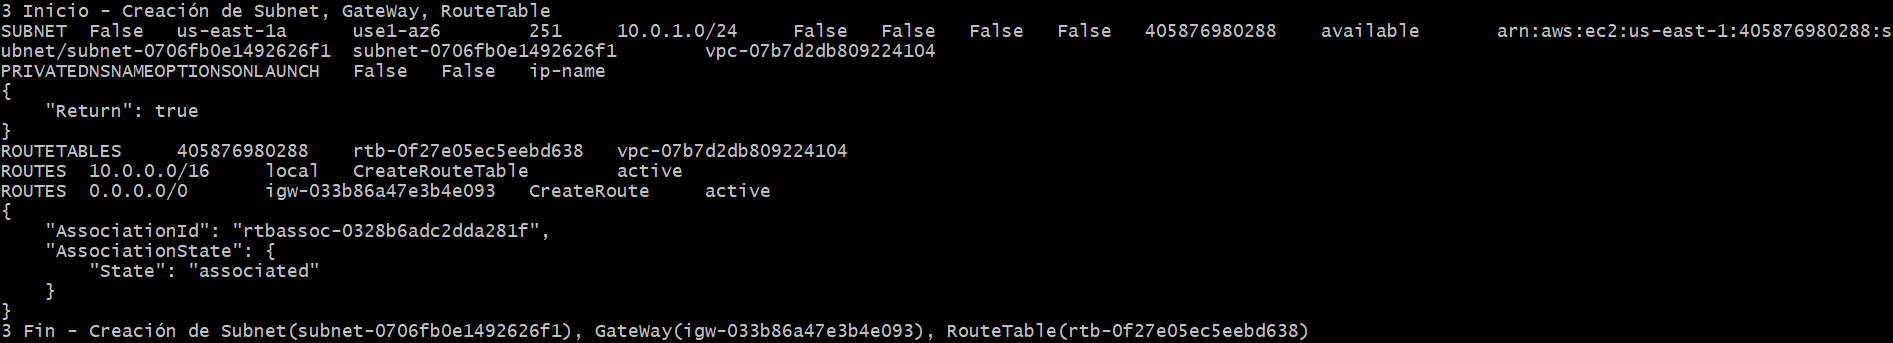 3 Inicio - Creación de Subnet, GateWay, RouteTable
SUBNET  False   us-east-1a      use1-az6        251     10.0.1.0/24     False   False   False   False   405876980288    available       arn:aws:ec2:us-east-1:405876980288:s
ubnet/subnet-0706fb0e1492626f1  subnet-0706fb0e1492626f1        vpc-07b7d2db809224104
PRIVATEDNSNAMEOPTIONSONLAUNCH   False   False   ip-name
{
    "Return": true
}
ROUTETABLES     405876980288    rtb-0f27e05ec5eebd638   vpc-07b7d2db809224104
ROUTES  10.0.0.0/16     local   CreateRouteTable        active
ROUTES  0.0.0.0/0       igw-033b86a47e3b4e093   CreateRoute     active
{
    "AssociationId": "rtbassoc-0328b6adc2dda281f",
    "AssociationState": {
        "State": "associated"
    }
}
3 Fin - Creación de Subnet(subnet-0706fb0e1492626f1), GateWay(igw-033b86a47e3b4e093), RouteTable(rtb-0f27e05ec5eebd638)